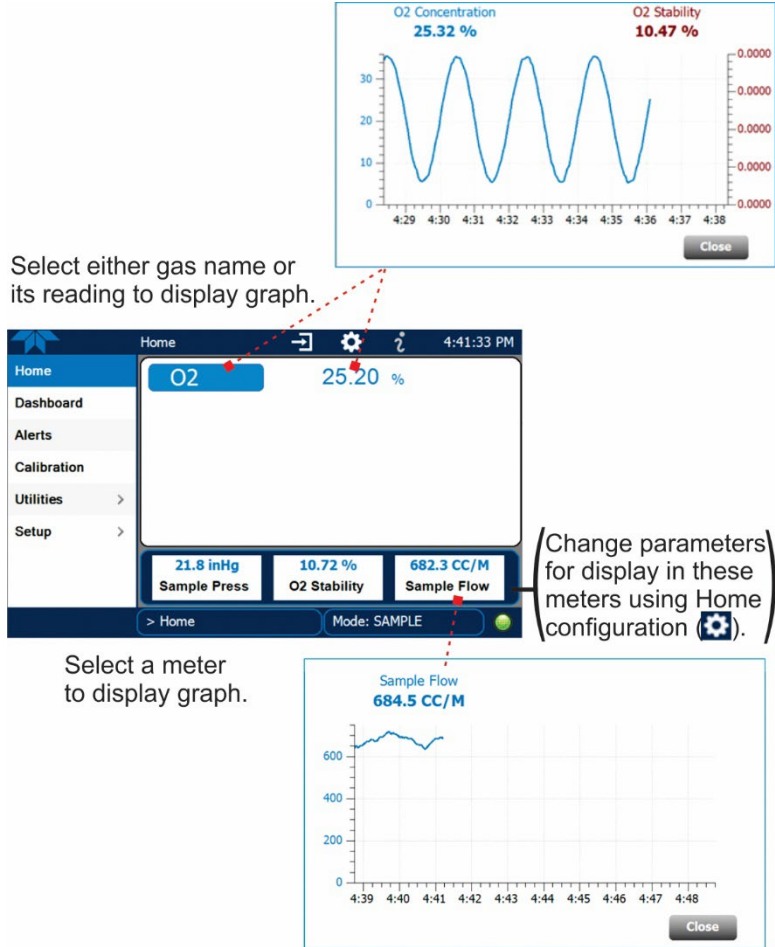 O2 Concentration O2 Stability
25.32 % 10.47 %
30
20
10
0
0.0000
0.0000
0.0000
0.0000
0.0000
4:29 4:30 4:31 4:32 4:33 4:34 4:35 4:36 4:37 4:38
Close
Select either gas name or
its reading to display graph.
Home 4:41:33 PM
Home
Dashboard
Alerts
Calibration
Utilities >
Setup >
O2 25.20 %
21.8 inHg 10.72 % 682.3 CC/M
Sample Press O2 Stability Sample Flow
> Home Mode: SAMPLE
(Change parameters
for display in these
meters using Home
configuration ( ).)
Select a meter
to display graph.
Sample Flow
684.5 CC/M
600
400
200
0
4:39 4:40 4:41 4:42 4:43 4:44 4:45 4:46 4:47 4:48
Close